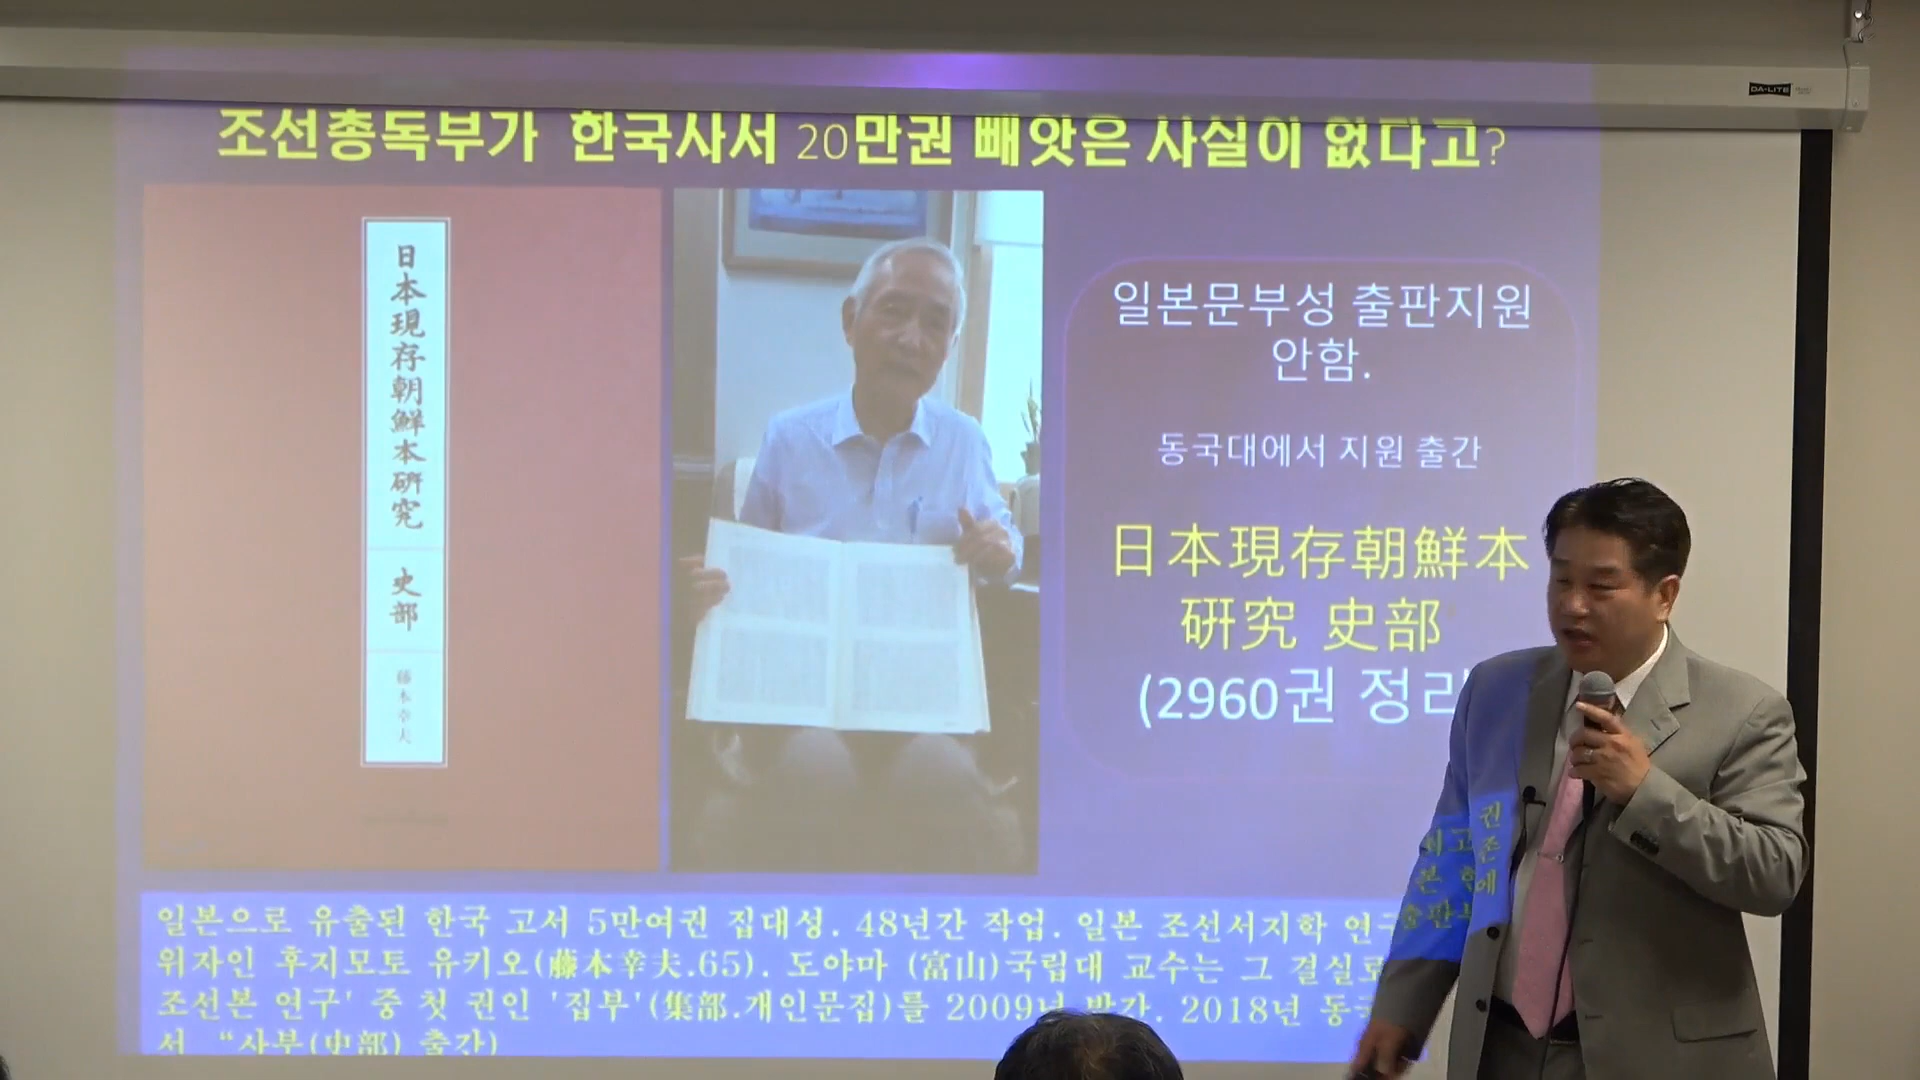 DA-LITE
조선총독부가 한국사서 20만권 빼앗은 사실이 없다고?
日本現存朝鮮本研究
史部
藤本幸夫
일본문부성 출판지원
안함.
동국대에서 지원 출간
日本現存朝鮮本
研究 史部
(2960권 정리
일본으로 유출된 한국 고서 5만여권 집대성. 48년간 작업. 일본 조선서지학 연구
위자인 후지모토 유키오(藤本幸夫.65). 도야마 (富山)국립대 교수는 그 결실로
조선본 연구' 중 첫 권인 '집부'(集部.개인문집)를 2009년 발간. 2018년 동국
서 “사부(史部) 출간)